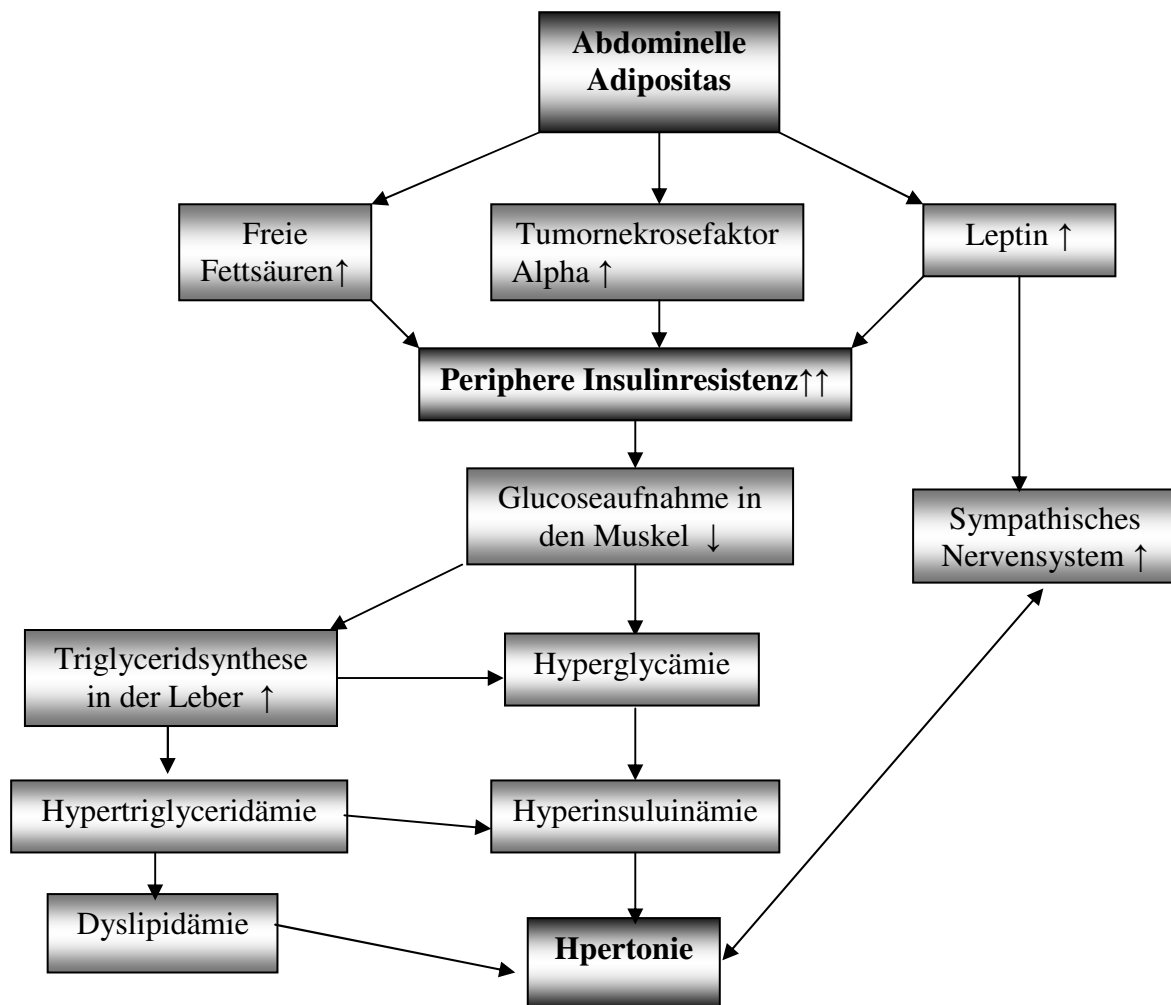 Abdominelle
Adipositas
Freie
Fettsäuren↑
Tumornekrosefaktor
Alpha ↑
Leptin ↑
Periphere Insulinresistenz↑↑
Glucoseaufnahme in
den Muskel ↓
Sympathisches
Nervensystem ↑
Triglyceridsynthese
in der Leber ↑
Hyperglycämie
Hypertriglyceridämie
Hyperinsuluinämie
Dyslipidämie
Hpertonie